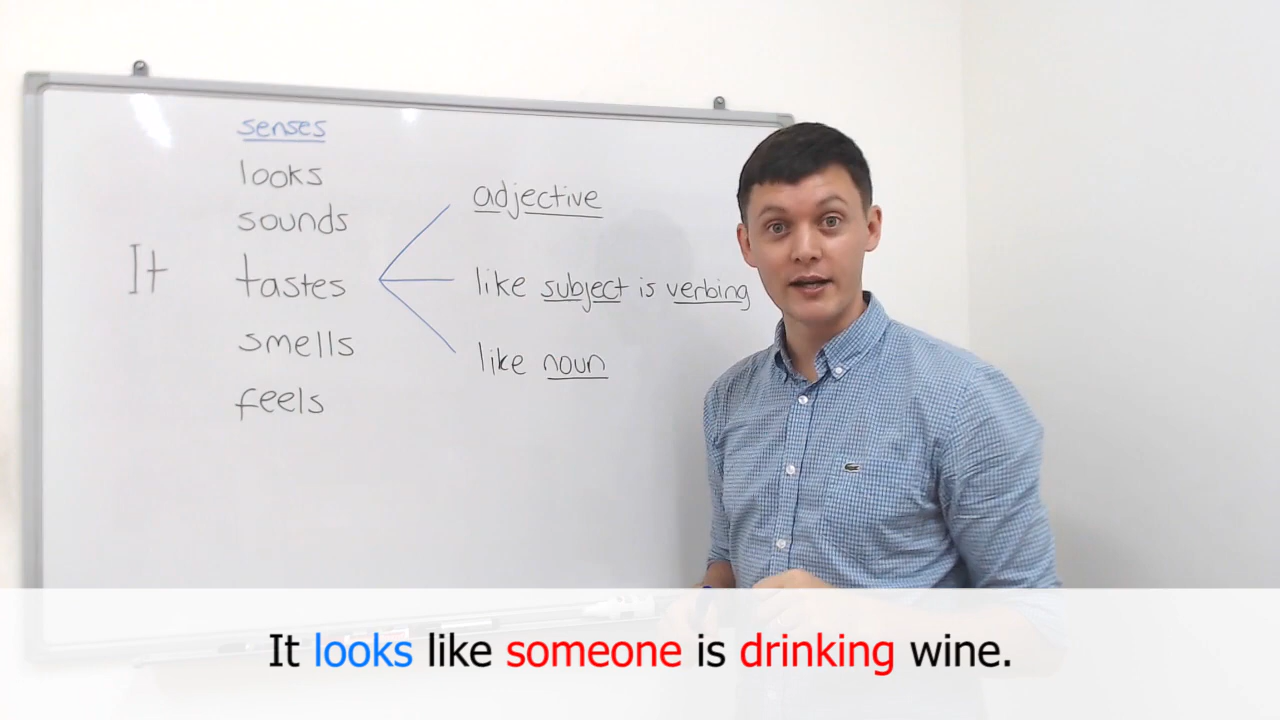 senses
looks
sounds
It
tastes
smells
feels
adjective
like subject is verbing
like noun
It looks like someone is drinking wine.